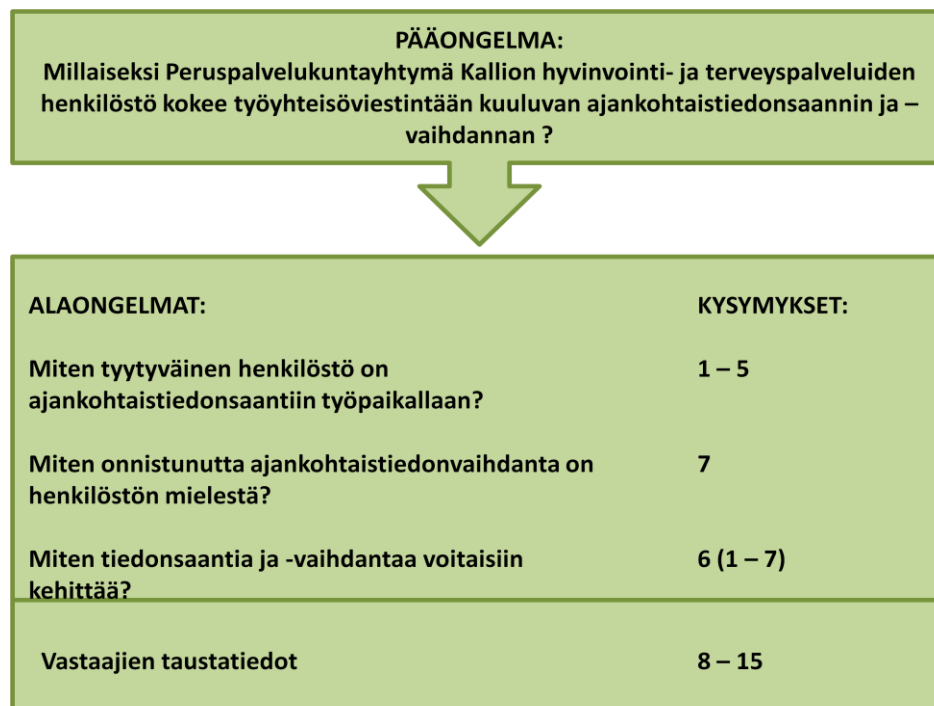 PÄÄONGELMA:
Millaiseksi Peruspalvelukuntayhtymä Kallion hyvinvointi- ja terveyspalveluiden
henkilöstö kokee työyhteisöviestintään kuuluvan ajankohtaistiedonsaannin ja –
vaihdannan ?
ALAONGELMAT: KYSYMYKSET:
Miten tyytyväinen henkilöstö on 1 – 5
ajankohtaistiedonsaantiin työpaikallaan?
Miten onnistunutta ajankohtaistiedonvaihdanta on 7
henkilöstön mielestä?
Miten tiedonsaantia ja -vaihdantaa voitaisiin 6 (1 – 7)
kehittää?
Vastaajien taustatiedot 8 – 15